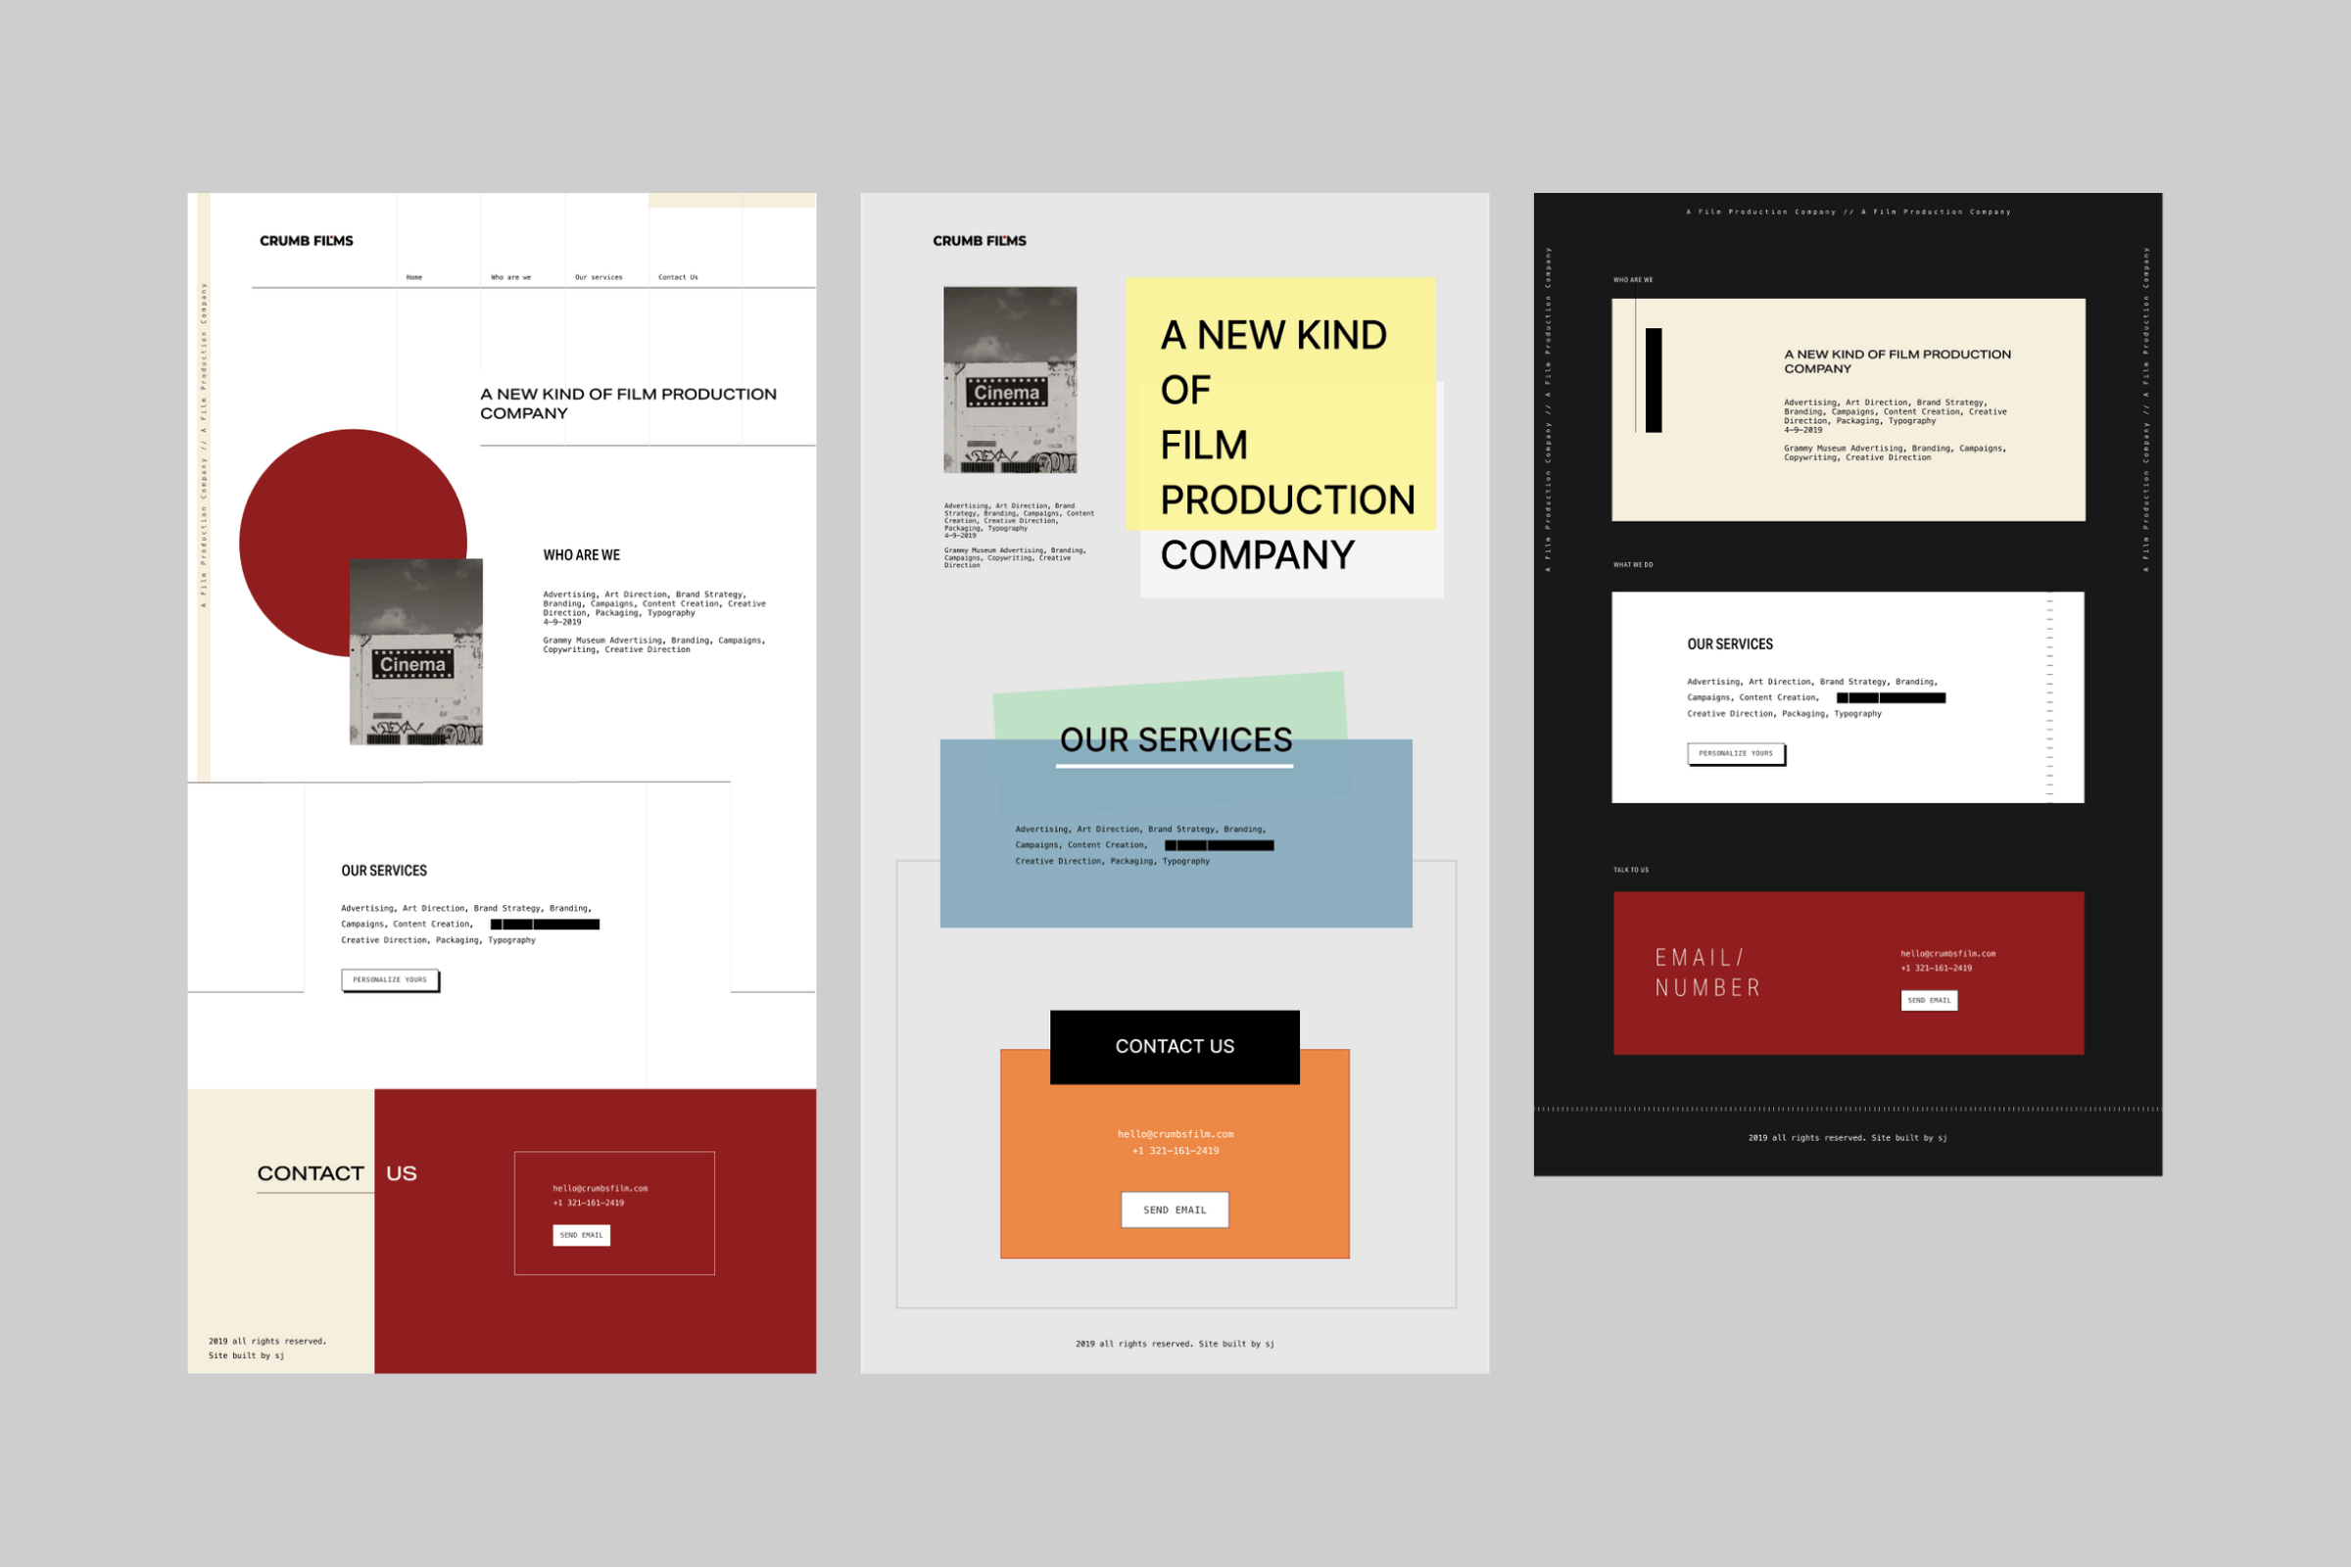 CRUMB FILMS
Home
Who are we
Our services
Contact Us
A Film Production Company // A Film Production Company
A NEW KIND OF FILM PRODUCTION
COMPANY
Cinema
WHO ARE WE
Advertising, Art Direction, Brand Strategy,
Branding, Campaigns, Content Creation, Creative
Direction, Packaging, Typography
4-9-2019
Grammy Museum Advertising, Branding, Campaigns,
Copywriting, Creative Direction
OUR SERVICES
Advertising, Art Direction, Brand Strategy, Branding,
Campaigns, Content Creation,
Creative Direction, Packaging, Typography
PERSONALIZE YOURS
CONTACT US
hello@crumbsfilm.com
+1 321-161-2419
SEND EMAIL
2019 all rights reserved.
Site built by sj
CRUMB FILMS
Cinema
A NEW KIND
OF
FILM
PRODUCTION
COMPANY
Advertising, Art Direction, Brand
Strategy, Branding, Campaigns, Content
Creation, Creative Direction,
Packaging, Typography
4-9-2019
Grammy Museum Advertising, Branding,
Campaigns, Copywriting, Creative
Direction
OUR SERVICES
Advertising, Art Direction, Brand Strategy, Branding,
Campaigns, Content Creation,
Creative Direction, Packaging, Typography
CONTACT US
hello@crumbsfilm.com
+1 321-161-2419
SEND EMAIL
2019 all rights reserved. Site built by sj
A Film Production Company // A Film Production Company
A Film Production Company // A Film Production Company
A Film Production Company // A Film Production Company
WHO ARE WE
A NEW KIND OF FILM PRODUCTION
COMPANY
Advertising, Art Direction, Brand Strategy,
Branding, Campaigns, Content Creation, Creative
Direction, Packaging, Typography
4-9-2019
Grammy Museum Advertising, Branding, Campaigns,
Copywriting, Creative Direction
WHAT WE DO
OUR SERVICES
Advertising, Art Direction, Brand Strategy, Branding,
Campaigns, Content Creation,
Creative Direction, Packaging, Typography
PERSONALIZE YOURS
TALK TO US
EMAIL/
NUMBER
hello@crumbsfilm.com
+1 321-161-2419
SEND EMAIL
2019 all rights reserved. Site built by sj